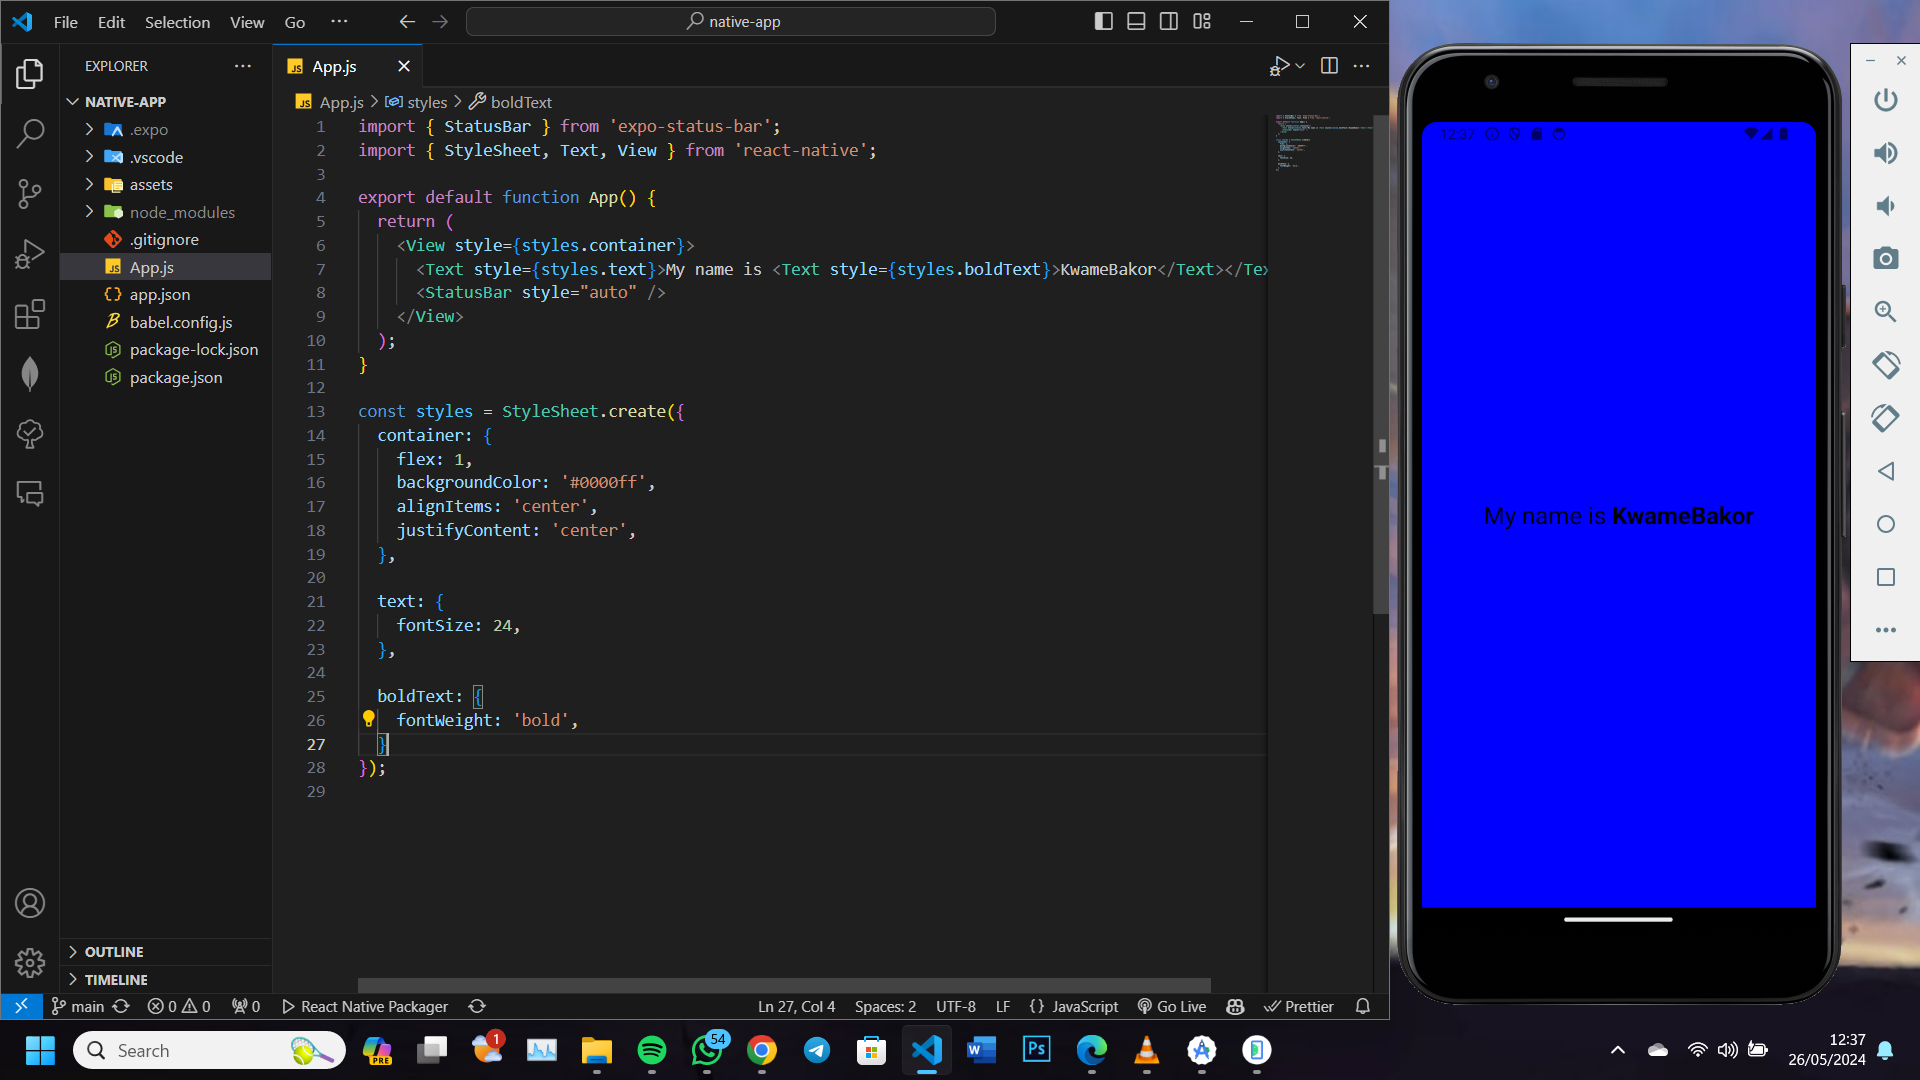 File Edit Selection View Go ···
native-app
EXPLORER
App.js
NATIVE-APP
.expo
.vscode
assets
node_modules
.gitignore
App.js
app.json
babel.config.js
package-lock.json
package.json
OUTLINE
TIMELINE
App.js > styles > boldText
1 import { StatusBar } from 'expo-status-bar';
2 import { StyleSheet, Text, View } from 'react-native';
3
4 export default function App() {
5 return (
6 <View style={styles.container}>
7 <Text style={styles.text}>My name is <Text style={styles.boldText}>KwameBakor</Text></Tex
8 <StatusBar style="auto" />
9 </View>
10 );
11 }
12
13 const styles = StyleSheet.create({
14 container: {
15 flex: 1,
16 backgroundColor: '#0000ff',
17 alignItems: 'center',
18 justifyContent: 'center',
19 },
20
21 text: {
22 fontSize: 24,
23 },
24
25 boldText: {
26 fontWeight: 'bold',
27 }
28 });
29
12:37
My name is KwameBakor
main 0 0 0 React Native Packager
Ln 27, Col 4 Spaces: 2 UTF-8 LF {} JavaScript Go Live Prettier
Search
PRE
1
54
W
Ps
12:37
26/05/2024